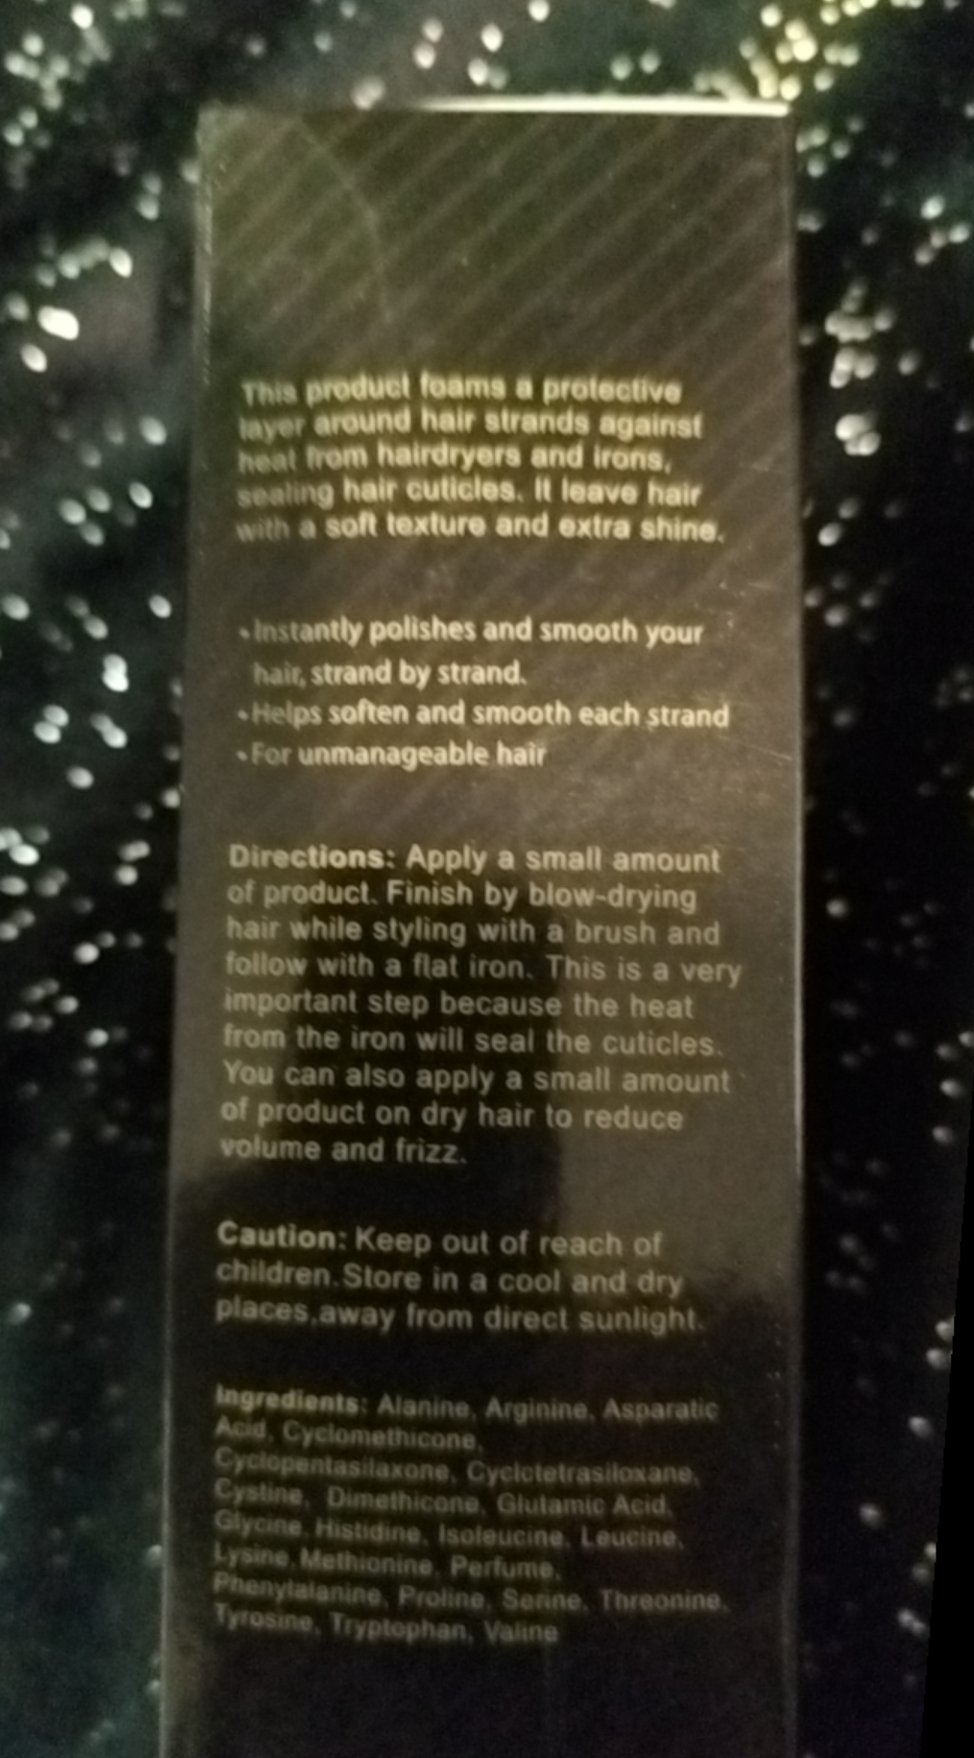 This product foams a protective
layer around hair strands against
heat from hairdryers and irons,
sealing hair cuticles. It leave hair
with a soft texture and extra shine.
•Instantly polishes and smooth your
hair, strand by strand.
•Helps soften and smooth each strand
•For unmanageable hair
Directions: Apply a small amount
of product. Finish by blow-drying
hair while styling with a brush and
follow with a flat iron. This is a very
important step because the heat
from the iron will seal the cuticles.
You can also apply a small amount
of product on dry hair to reduce
volume and frizz.
Caution: Keep out of reach of
children.Store in a cool and dry
places,away from direct sunlight.
Ingredients: Alanine, Arginine, Asparatic
Acid, Cyclomethicone,
Cyclopentasilaxone, Cyclctetrasiloxane,
Cystine, Dimethicone, Glutamic Acid,
Glycine, Histidine, Isoleucine, Leucine,
Lysine, Methionine, Perfume,
Phenylalanine, Proline, Serine, Threonine,
Tyrosine, Tryptophan, Valine